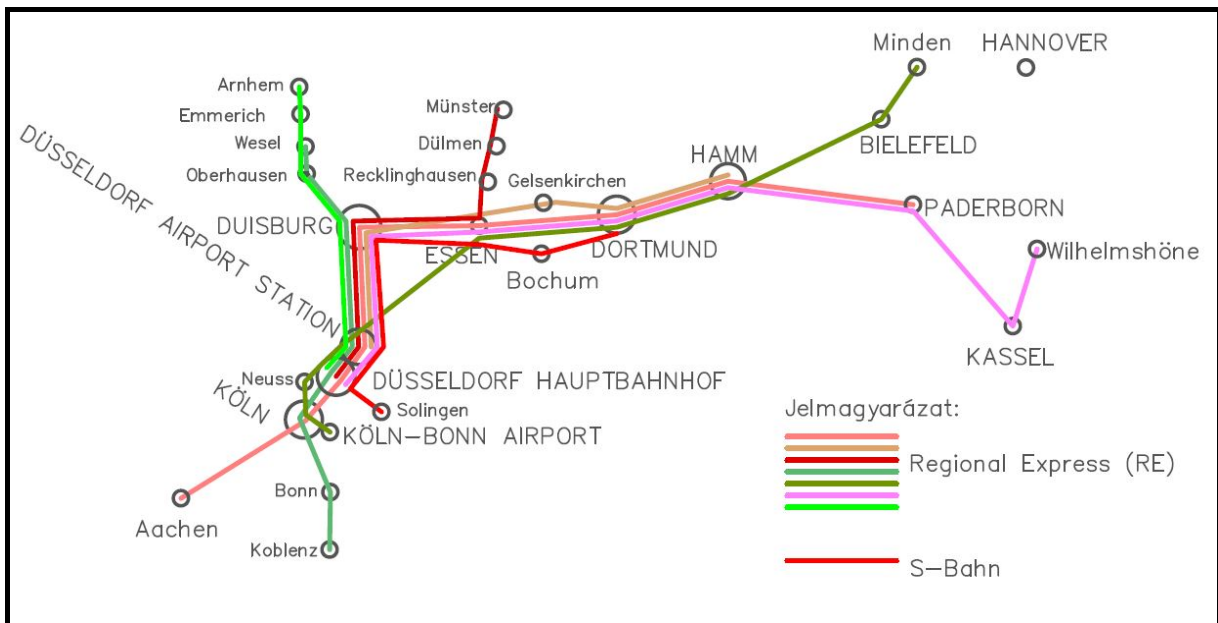 Minden
HANNOVER
Arnhem
Emmerich
Wesel
Oberhausen
Münster
Dülmen
Recklinghausen
Gelsenkirchen
HAMM
BIELEFELD
DÜSSELDORF AIRPORT STATION
DUISBURG
ESSEN
Bochum
DORTMUND
PADERBORN
Wilhelmshöne
KASSEL
Neuss
DÜSSELDORF HAUPTBAHNHOF
KÖLN
Solingen
KÖLN-BONN AIRPORT
Bonn
Aachen
Koblenz
Jelmagyarázat:
Regional Express (RE)
S-Bahn